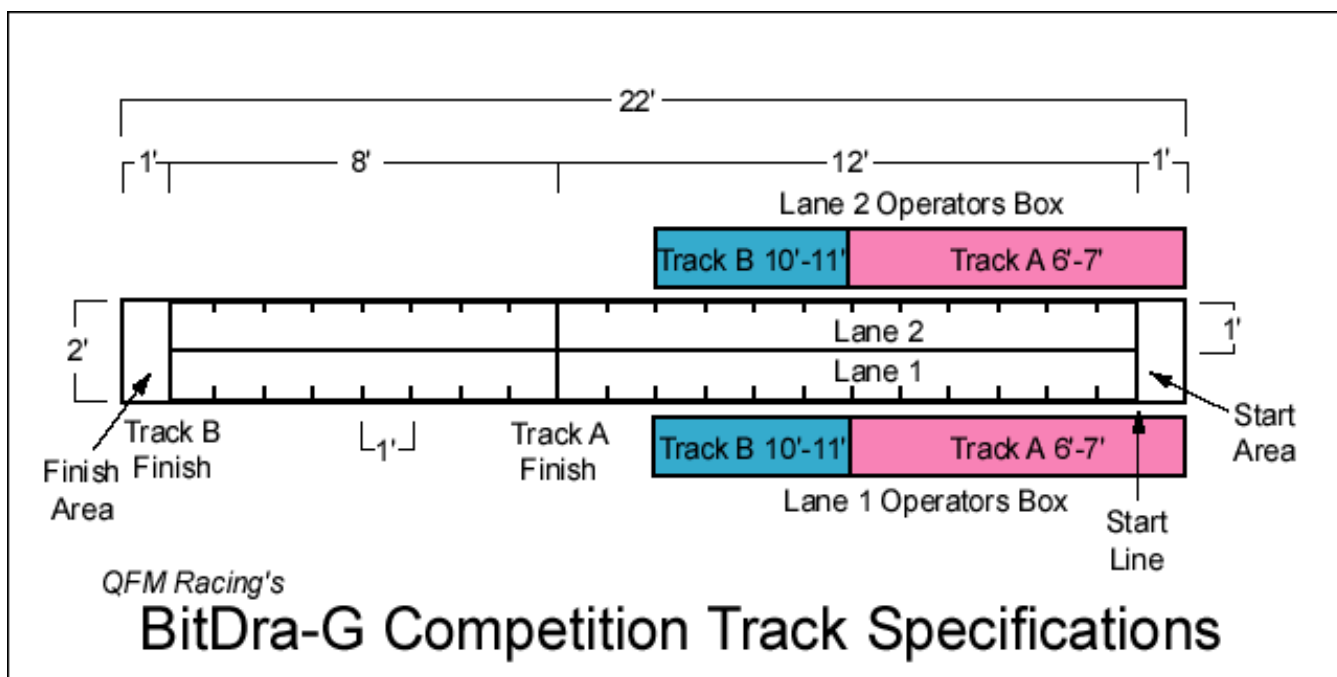 22'
1'
8'
12'
1'
Lane 2 Operators Box
Track B 10'-11'
Track A 6'-7'
2'
Lane 2
1'
Lane 1
Track B
Finish
1'
Track A
Finish
Track B 10'-11'
Track A 6'-7'
Start
Area
Finish
Area
Lane 1 Operators Box
Start
Line
QFM Racing's
BitDra-G Competition Track Specifications